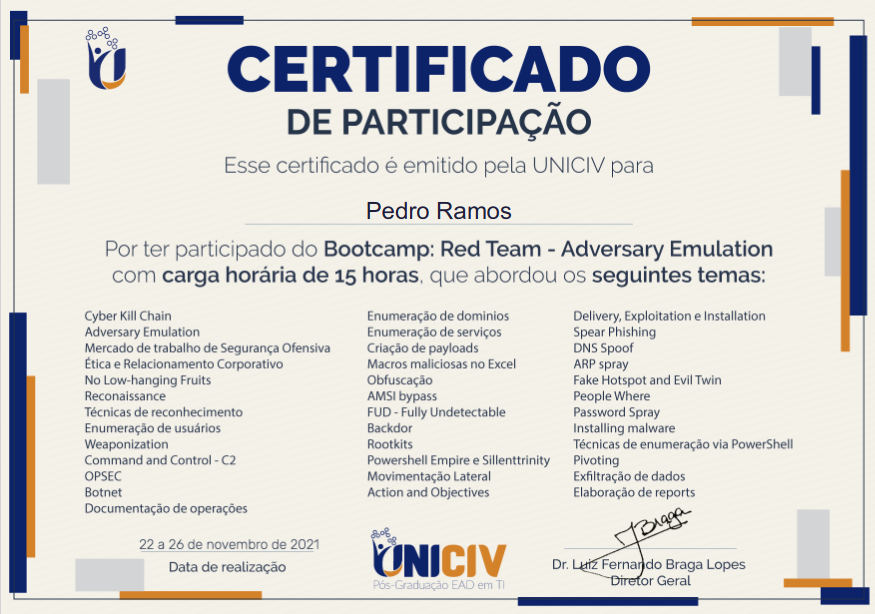 CERTIFICADO
DE PARTICIPAÇÃO
Esse certificado é emitido pela UNICIV para
Pedro Ramos
Por ter participado do Bootcamp: Red Team - Adversary Emulation
com carga horária de 15 horas, que abordou os seguintes temas:
Cyber Kill Chain
Adversary Emulation
Mercado de trabalho de Segurança Ofensiva
Ética e Relacionamento Corporativo
No Low-hanging Fruits
Reconaissance
Técnicas de reconhecimento
Enumeração de usuários
Weaponization
Command and Control - C2
OPSEC
Botnet
Documentação de operações
Enumeração de dominios
Enumeração de serviços
Criação de payloads
Macros maliciosas no Excel
Obfuscação
AMSI bypass
FUD - Fully Undetectable
Backdor
Rootkits
Powershell Empire e Sillenttrinity
Movimentação Lateral
Action and Objectives
Delivery, Exploitation e Installation
Spear Phishing
DNS Spoof
ARP spray
Fake Hotspot and Evil Twin
People Where
Password Spray
Installing malware
Técnicas de enumeração via PowerShell
Pivoting
Exfiltração de dados
Elaboração de reports
22 a 26 de novembro de 2021
Data de realização
UNICIV
Pós-Graduação EAD em TI
JBraga
Dr. Luiz Fernando Braga Lopes
Diretor Geral